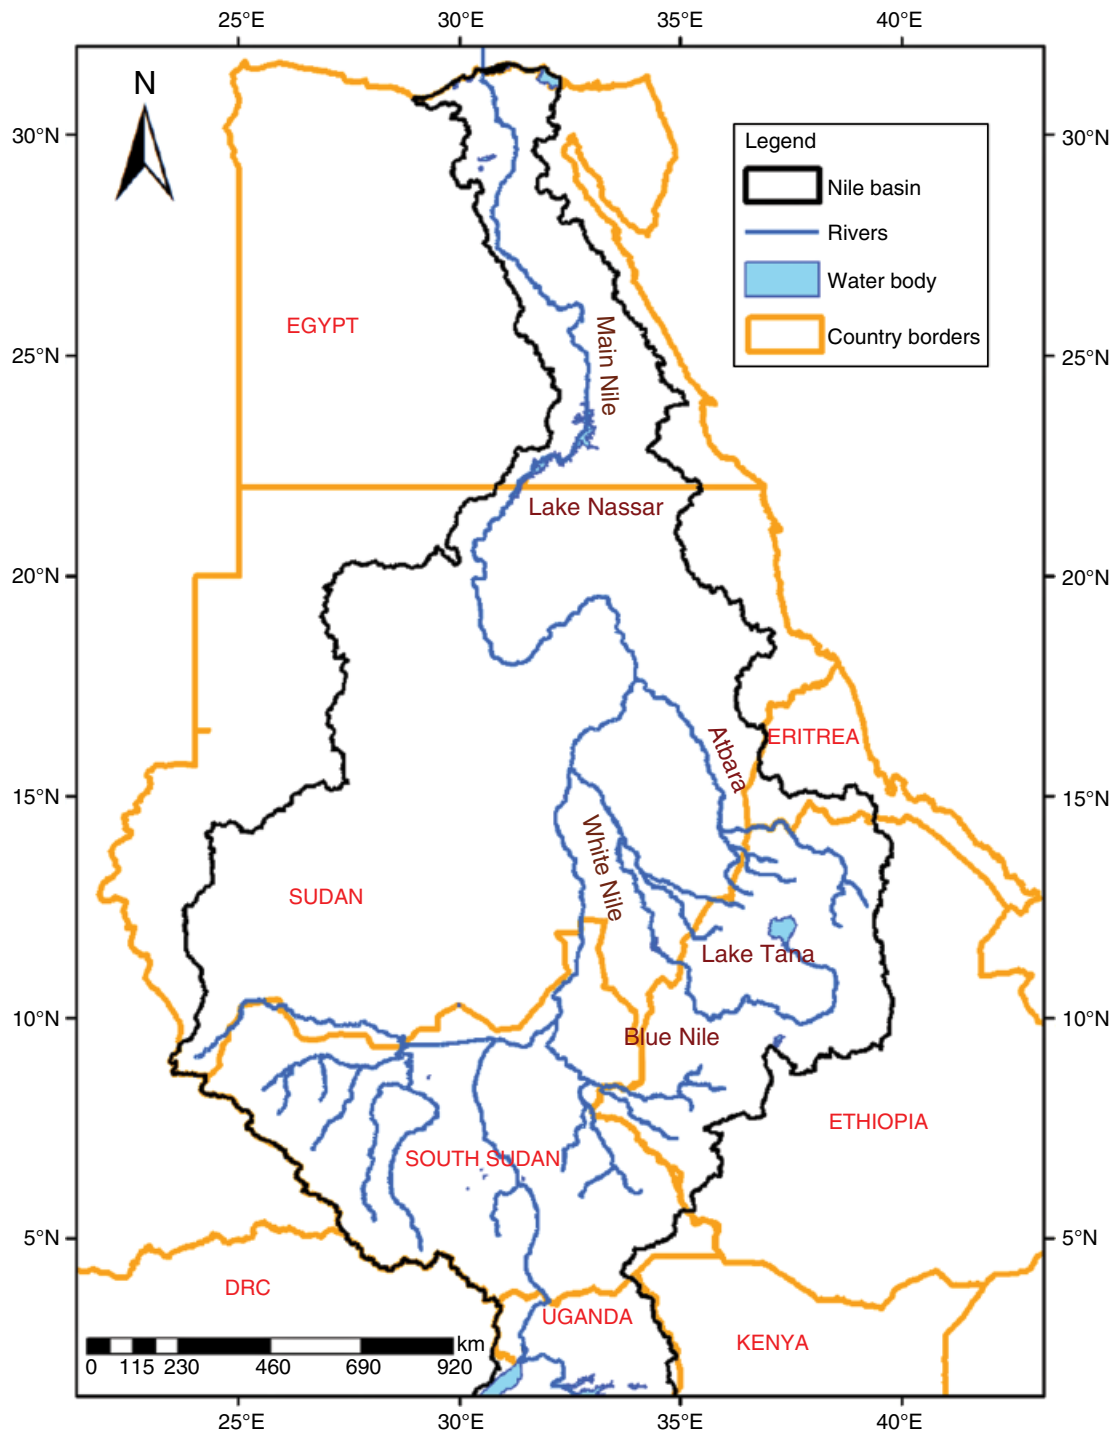 25°E 30°E 35°E 40°E
N
30°N 30°N
Legend
Nile basin
Rivers
Water body
Country borders
EGYPT
Main Nile
25°N 25°N
Lake Nassar
20°N 20°N
Atbara
ERITREA
15°N 15°N
White Nile
SUDAN
Lake Tana
10°N 10°N
Blue Nile
ETHIOPIA
SOUTH SUDAN
5°N 5°N
DRC
UGANDA
KENYA
km
0 115 230 460 690 920
25°E 30°E 35°E 40°E